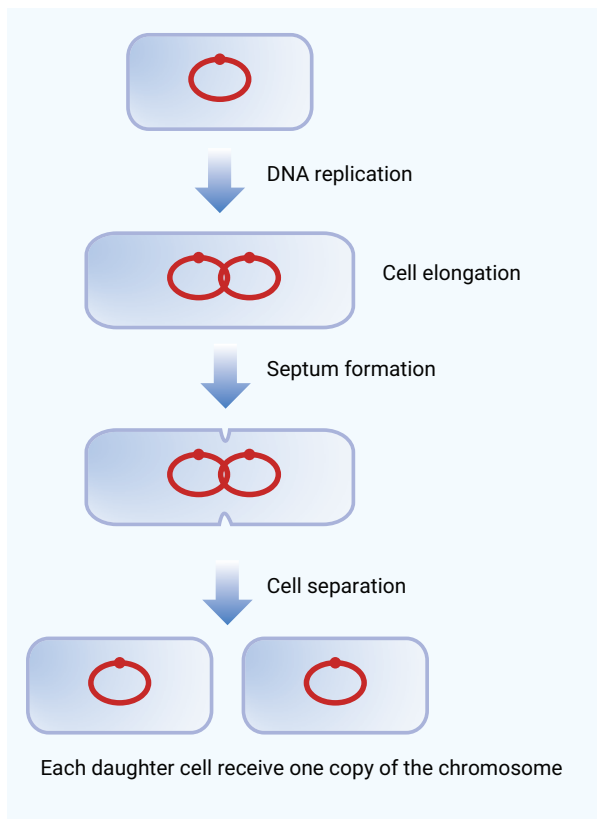 DNA replication
Cell elongation
Septum formation
Cell separation
Each daughter cell receive one copy of the chromosome